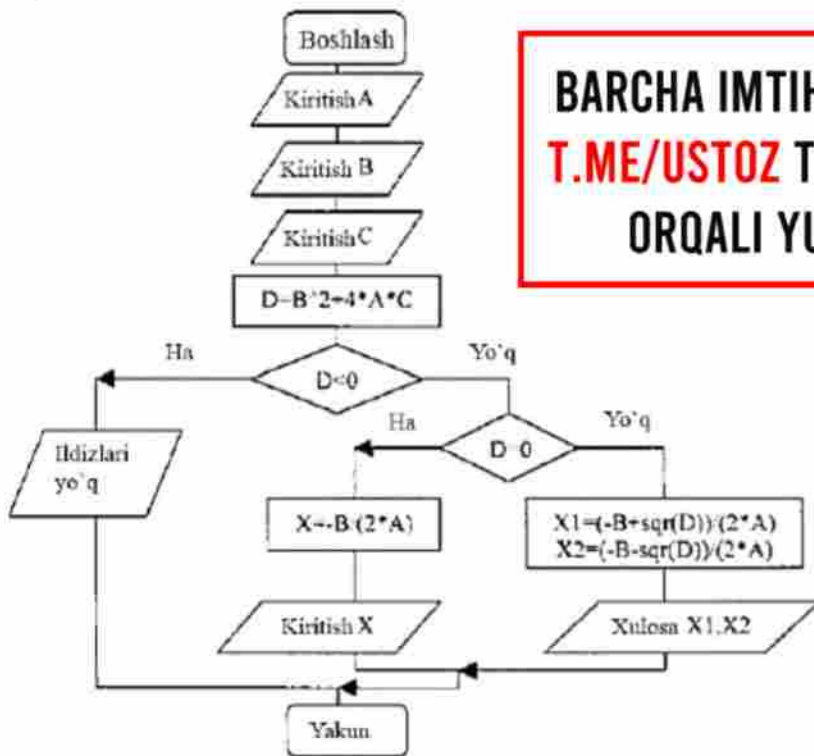 Boshlash
Kiritish A
Kiritish B
Kiritish C
D=B^2+4*A*C
Ha
D<0
Yo`q
Ildizlari
yo`q
Ha
D=0
Yo`q
X=-B/(2*A)
X1=(-B+sqr(D))/(2*A)
X2=(-B-sqr(D))/(2*A)
Kiritish X
Xulosa X1,X2
Yakun
BARCHA IMTIH
T.ME/USTOZ T
ORQALI YU